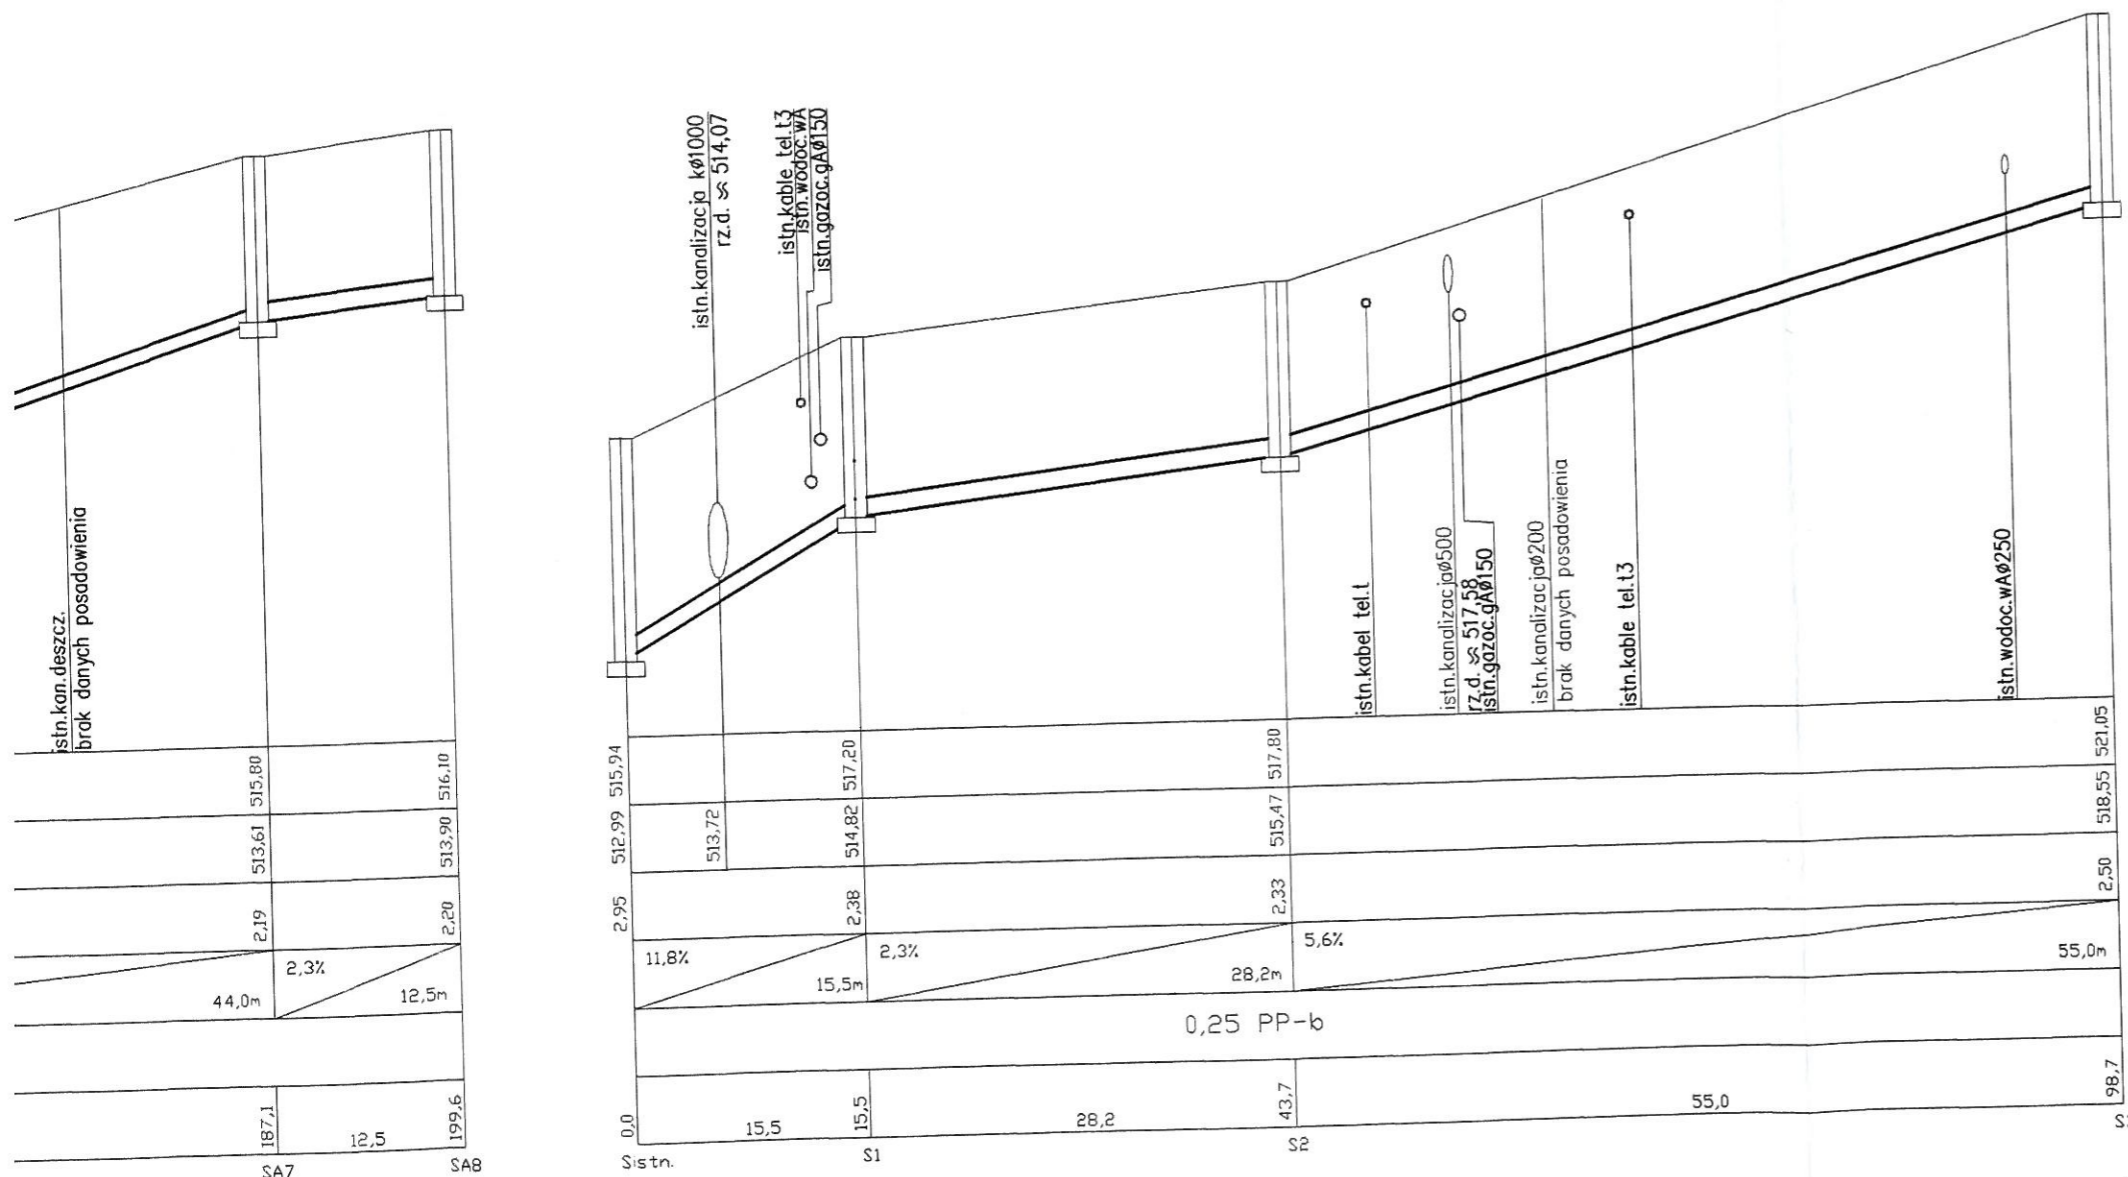 istn.kan.deszcz.
brak danych posadowienia
515,80
516,10
513,61
513,90
2,19
2,20
2,3%
44,0m
12,5m
187,1
12,5
199,6
SA7
SA8
istn.kanalizacja kø1000
rz.d. ≈ 514,07
istn.kable tel.t3
istn.wodoc.wA
istn.gazoc.gAø150
istn.kabel tel.t
istn.kanalizacjaø500
rz.d. ≈ 517,58
istn.gazoc.gAø150
istn.kanalizacjaø200
brak danych posadowienia
istn.kable tel.t3
istn.wodoc.wAø250
515,94
517,20
517,80
521,05
512,99
513,72
514,82
515,47
518,55
2,95
2,38
2,33
2,50
11,8%
15,5m
2,3%
28,2m
5,6%
55,0m
0,25 PP-b
0,0
15,5
15,5
28,2
43,7
55,0
98,7
Sistn.
S1
S2